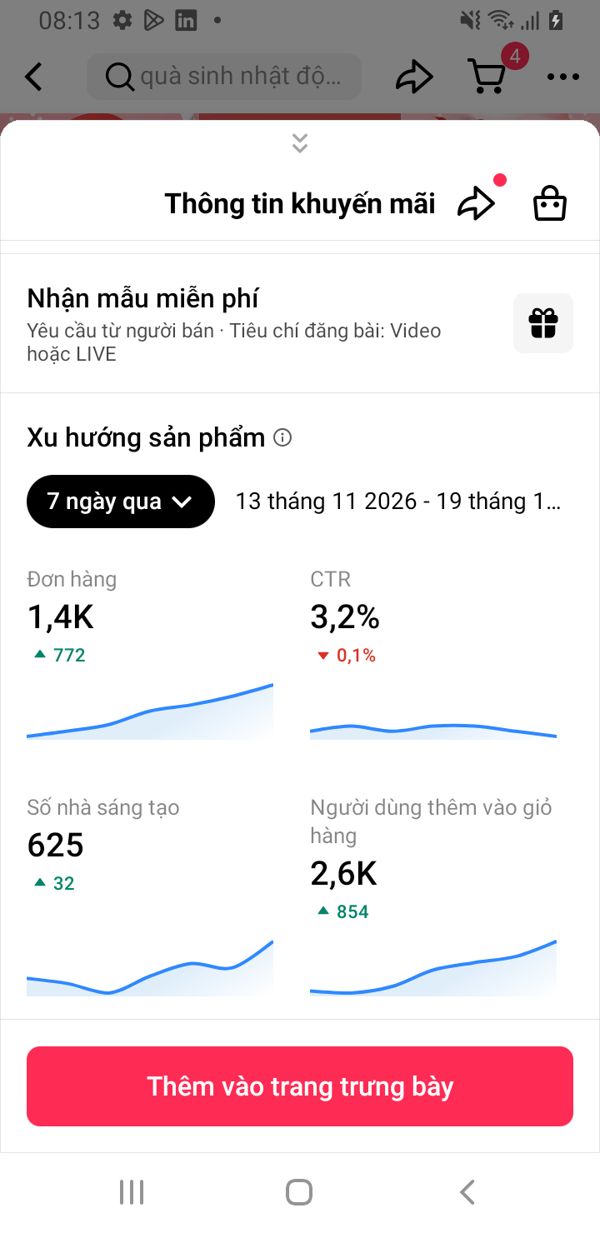 08:13
quà sinh nhật độ...
4
Thông tin khuyến mãi
Nhận mẫu miễn phí
Yêu cầu từ người bán · Tiêu chí đăng bài: Video
hoặc LIVE
Xu hướng sản phẩm
7 ngày qua
13 tháng 11 2026 - 19 tháng 1...
Đơn hàng
1,4K
772
CTR
3,2%
0,1%
Số nhà sáng tạo
625
32
Người dùng thêm vào giỏ
hàng
2,6K
854
Thêm vào trang trưng bày